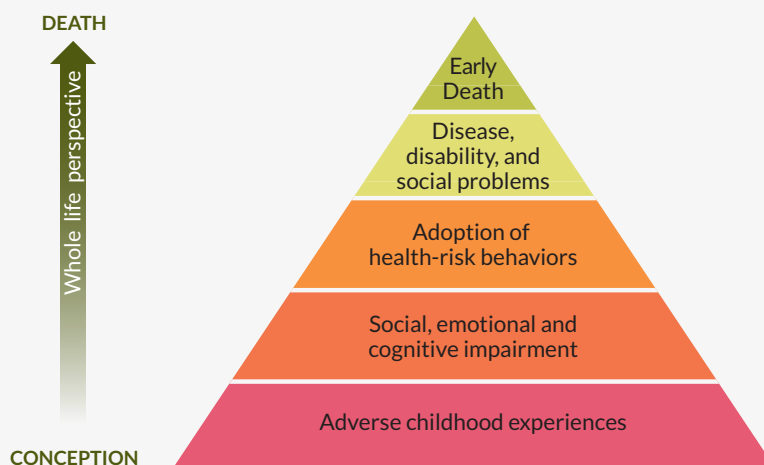 DEATH
Whole life perspective
CONCEPTION
Early
Death
Disease,
disability, and
social problems
Adoption of
health-risk behaviors
Social, emotional and
cognitive impairment
Adverse childhood experiences